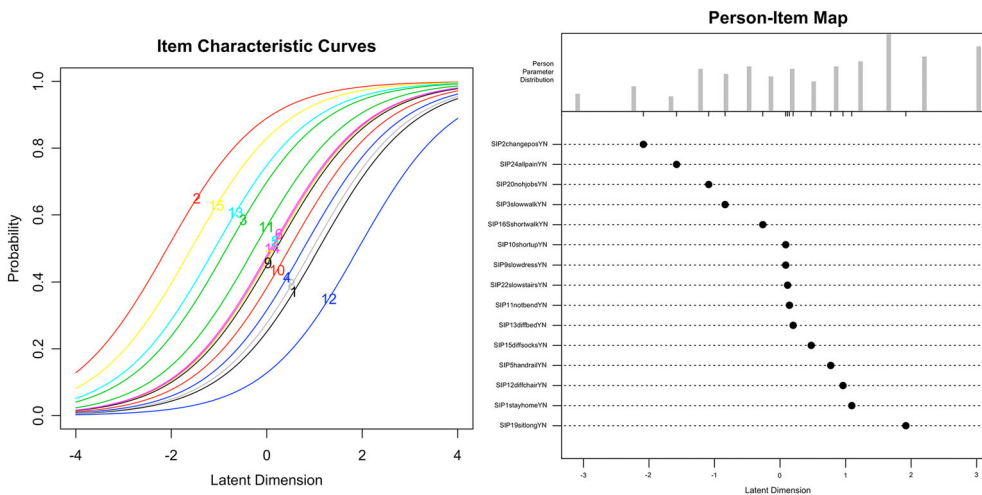 Item Characteristic Curves
Probability
1.0
0.8
0.6
0.4
0.2
0.0
2
15
13
3
11
6
5
14
9
10
4
1
12
-4
-2
0
2
4
Latent Dimension
Person-Item Map
Person
Parameter
Distribution
SIP2changeposYN
SIP24allpainYN
SIP20nohjobsYN
SIP3slowwalkYN
SIP16SshortwalkYN
SIP10shortupYN
SIP9slowdressYN
SIP22slowstairsYN
SIP11notbendYN
SIP13diffbedYN
SIP15diffsocksYN
SIP5handrailYN
SIP12diffchairYN
SIP1stayhomeYN
SIP19sitlongYN
-3
-2
-1
0
1
2
3
Latent Dimension